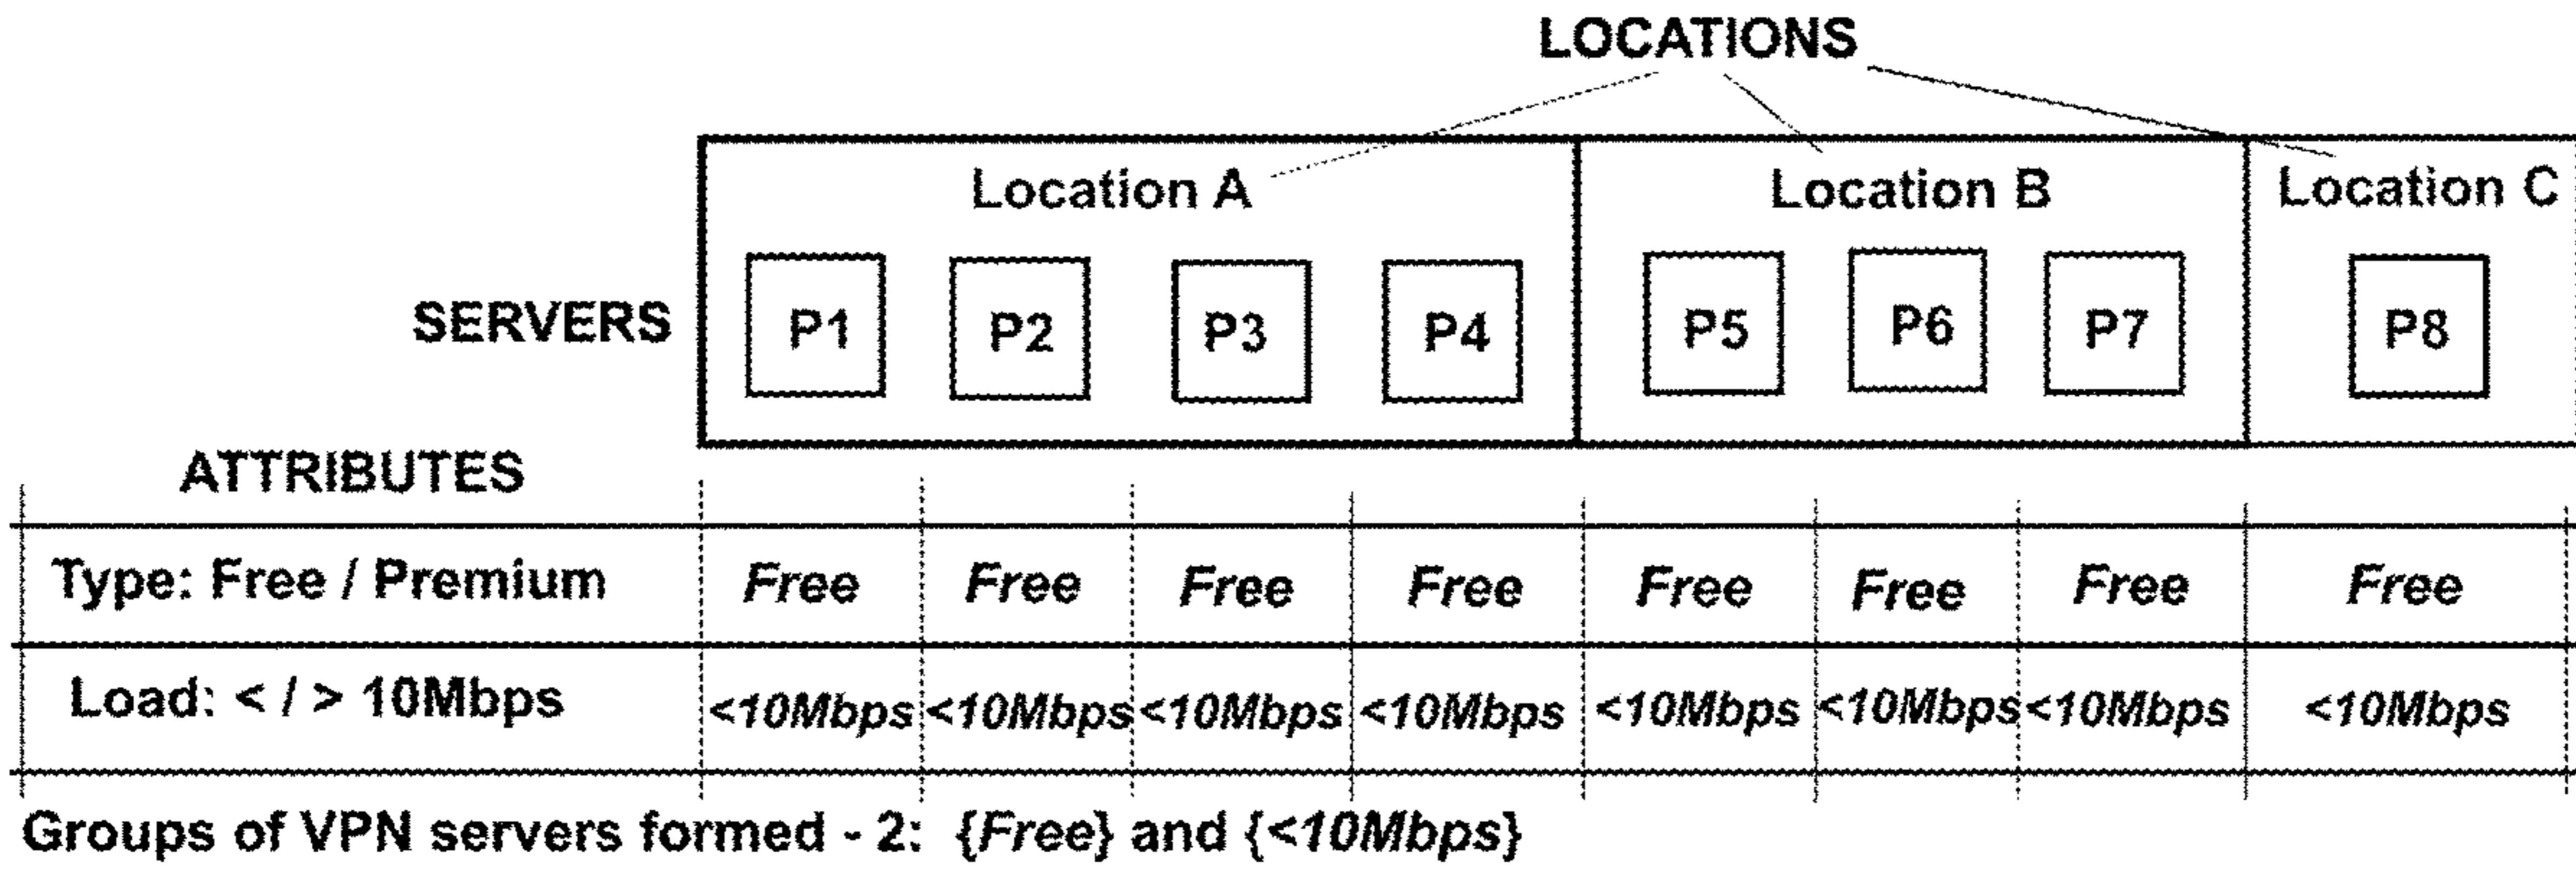 LOCATIONS
Location A Location B Location C
SERVERS P1 P2 P3 P4 P5 P6 P7 P8
ATTRIBUTES
Type: Free / Premium Free Free Free Free Free Free Free Free
Load: < / > 10Mbps <10Mbps <10Mbps <10Mbps <10Mbps <10Mbps <10Mbps <10Mbps <10Mbps
Groups of VPN servers formed - 2: {Free} and {<10Mbps}